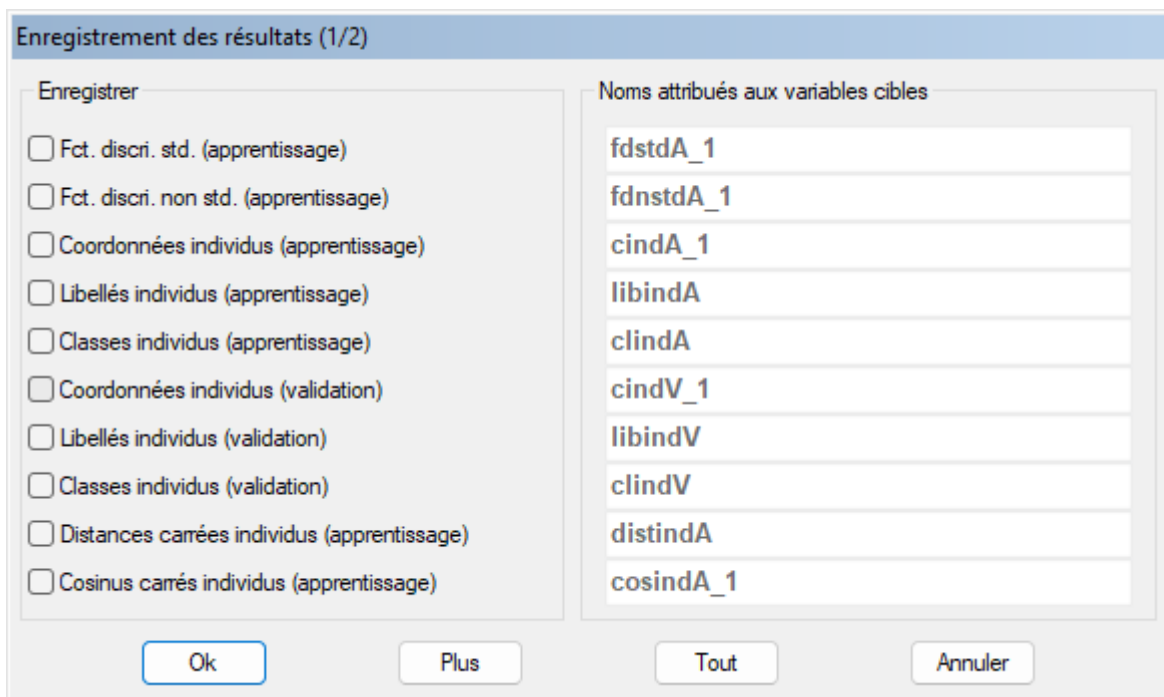 Enregistrement des résultats (1/2)
Enregistrer
Noms attribués aux variables cibles
Fct. discri. std. (apprentissage)
fdstdA_1
Fct. discri. non std. (apprentissage)
fdnstdA_1
Coordonnées individus (apprentissage)
cindA_1
Libellés individus (apprentissage)
libindA
Classes individus (apprentissage)
clindA
Coordonnées individus (validation)
cindV_1
Libellés individus (validation)
libindV
Classes individus (validation)
clindV
Distances carrées individus (apprentissage)
distindA
Cosinus carrés individus (apprentissage)
cosindA_1
Ok
Plus
Tout
Annuler